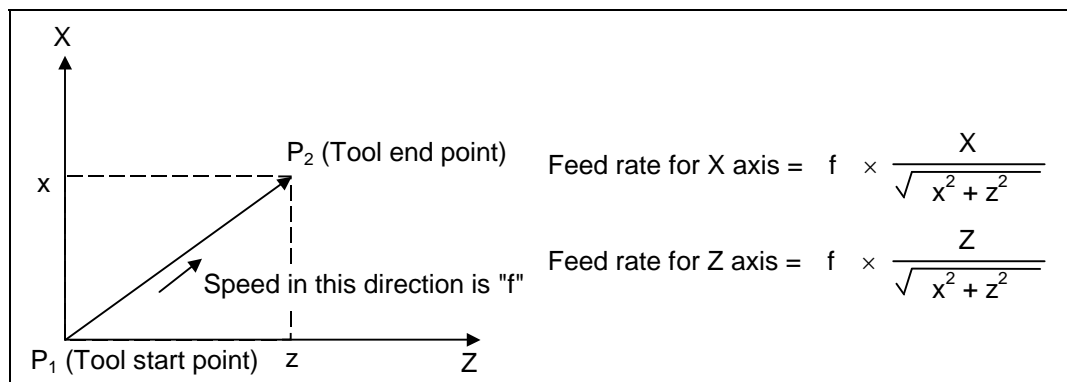 X
x
P₂ (Tool end point)
Speed in this direction is "f"
P₁ (Tool start point)
z
Z
Feed rate for X axis = f × X / √x² + z²
Feed rate for Z axis = f × Z / √x² + z²